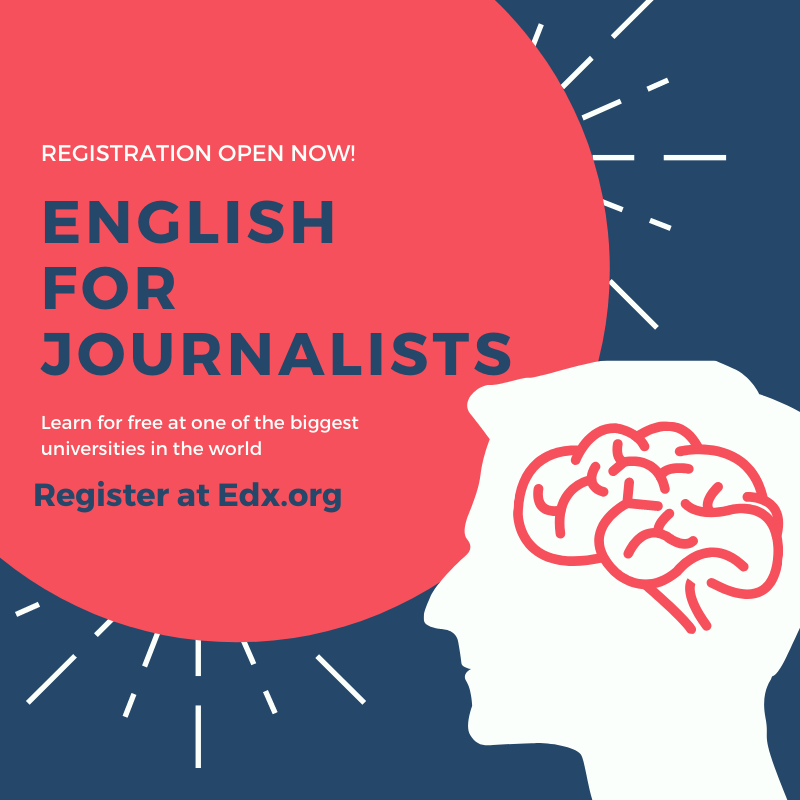 REGISTRATION OPEN NOW!
ENGLISH
FOR
JOURNALISTS
Learn for free at one of the biggest
universities in the world
Register at Edx.org